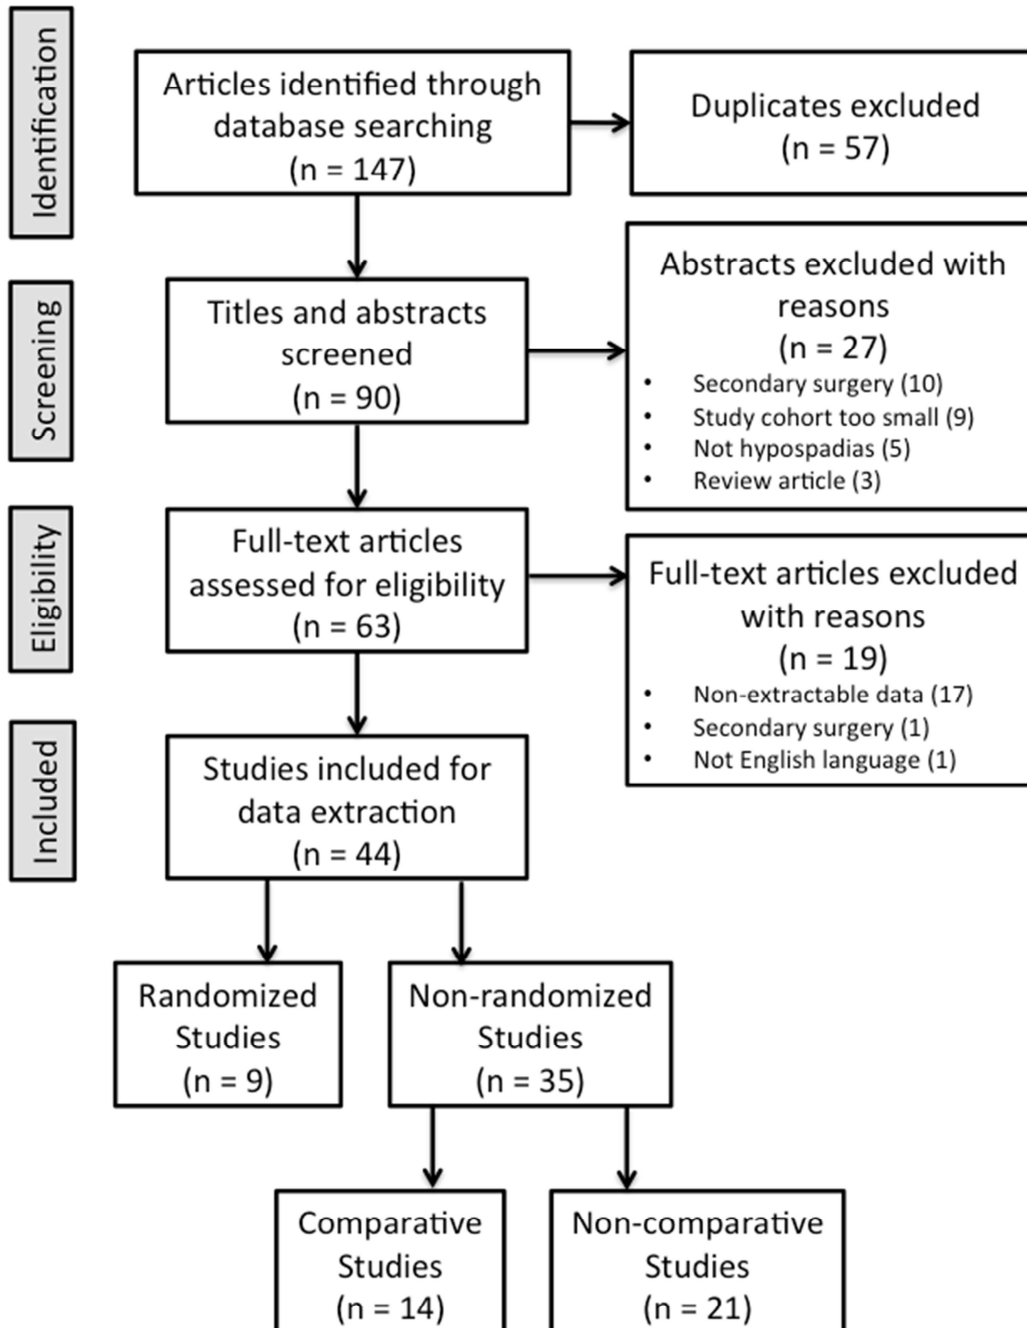 Identification
Articles identified through
database searching
(n = 147)
Duplicates excluded
(n = 57)
Screening
Titles and abstracts
screened
(n = 90)
Abstracts excluded with
reasons
(n = 27)
• Secondary surgery (10)
• Study cohort too small (9)
• Not hypospadias (5)
• Review article (3)
Eligibility
Full-text articles
assessed for eligibility
(n = 63)
Full-text articles excluded
with reasons
(n = 19)
• Non-extractable data (17)
• Secondary surgery (1)
• Not English language (1)
Included
Studies included for
data extraction
(n = 44)
Randomized
Studies
(n = 9)
Non-randomized
Studies
(n = 35)
Comparative
Studies
(n = 14)
Non-comparative
Studies
(n = 21)